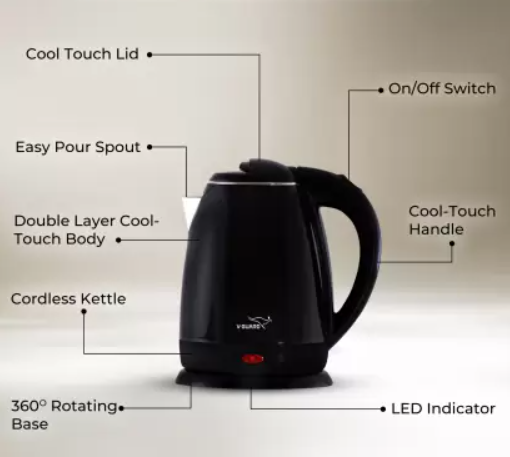 Cool Touch Lid
On/Off Switch
Easy Pour Spout
Double Layer Cool-
Touch Body
Cool-Touch
Handle
Cordless Kettle
V-GUARD
360° Rotating
Base
LED Indicator